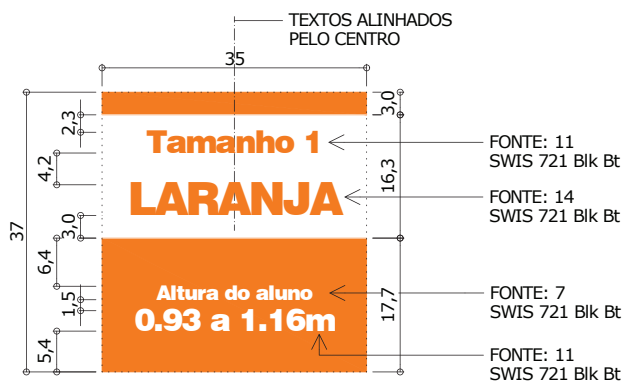 TEXTOS ALINHADOS
PELO CENTRO
35
3,0
2,3
Tamanho 1
FONTE: 11
SWIS 721 Blk Bt
4,2
16,3
LARANJA
FONTE: 14
SWIS 721 Blk Bt
3,0
37
6,4
Altura do aluno
FONTE: 7
SWIS 721 Blk Bt
1,5
17,7
0.93 a 1.16m
5,4
FONTE: 11
SWIS 721 Blk Bt